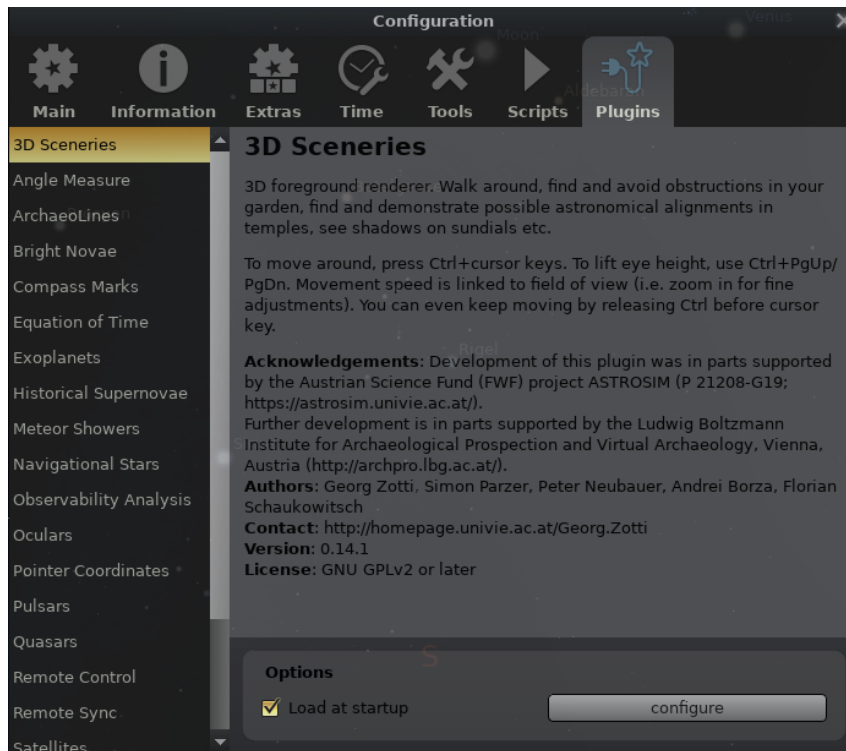 Configuration
Venus
Moon
Aldebaran
Main
Information
Extras
Time
Tools
Scripts
Plugins
3D Sceneries
Angle Measure
ArchaeoLines
Bright Novae
Compass Marks
Equation of Time
Exoplanets
Historical Supernovae
Meteor Showers
Navigational Stars
Observability Analysis
Oculars
Pointer Coordinates
Pulsars
Quasars
Remote Control
Remote Sync
Satellites
3D Sceneries
3D foreground renderer. Walk around, find and avoid obstructions in your
garden, find and demonstrate possible astronomical alignments in
temples, see shadows on sundials etc.
To move around, press Ctrl+cursor keys. To lift eye height, use Ctrl+PgUp/
PgDn. Movement speed is linked to field of view (i.e. zoom in for fine
adjustments). You can even keep moving by releasing Ctrl before cursor
key.
Rigel
Acknowledgements: Development of this plugin was in parts supported
by the Austrian Science Fund (FWF) project ASTROSIM (P 21208-G19;
https://astrosim.univie.ac.at/).
Further development is in parts supported by the Ludwig Boltzmann
Institute for Archaeological Prospection and Virtual Archaeology, Vienna,
Austria (http://archpro.lbg.ac.at/).
Authors: Georg Zotti, Simon Parzer, Peter Neubauer, Andrei Borza, Florian
Schaukowitsch
Contact: http://homepage.univie.ac.at/Georg.Zotti
Version: 0.14.1
License: GNU GPLv2 or later
S
Options
Load at startup
configure